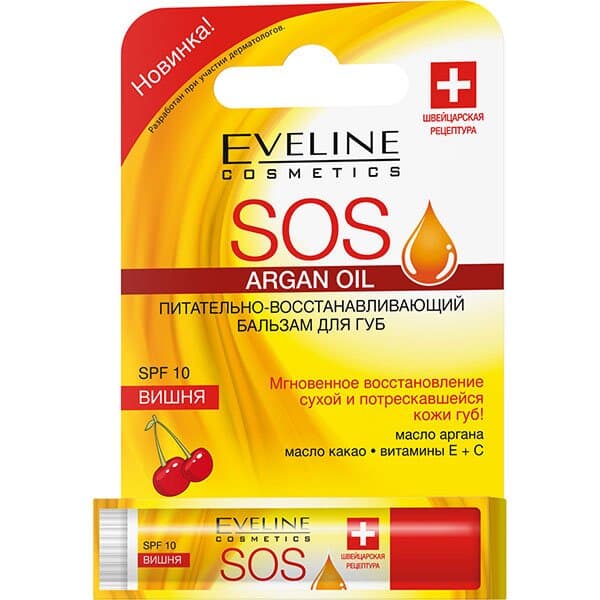 Новинка!
Разработан при участии дерматологов.
ШВЕЙЦАРСКАЯ
РЕЦЕПТУРА
EVELINE
COSMETICS
SOS
ARGAN OIL
ПИТАТЕЛЬНО-ВОССТАНАВЛИВАЮЩИЙ
БАЛЬЗАМ ДЛЯ ГУБ
SPF 10
ВИШНЯ
Мгновенное восстановление
сухой и потрескавшейся
кожи губ!
масло аргана
масло какао • витамины Е + С
SPF 10
ВИШНЯ
EVELINE
COSMETICS
SOS
ШВЕЙЦАРСКАЯ
РЕЦЕПТУРА